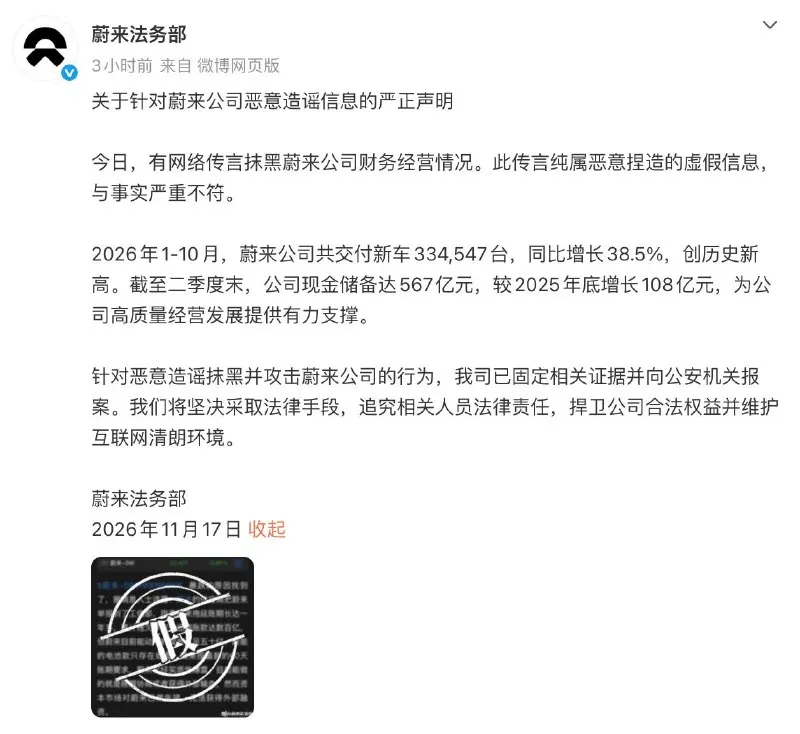 蔚来法务部
3小时前 来自 微博网页版
关于针对蔚来公司恶意造谣信息的严正声明
今日，有网络传言抹黑蔚来公司财务经营情况。此传言纯属恶意捏造的虚假信息，
与事实严重不符。
2026年1-10月，蔚来公司共交付新车334,547台，同比增长38.5%，创历史新
高。截至二季度末，公司现金储备达567亿元，较2025年底增长108亿元，为公
司高质量经营发展提供有力支撑。
针对恶意造谣抹黑并攻击蔚来公司的行为，我司已固定相关证据并向公安机关报
案。我们将坚决采取法律手段，追究相关人员法律责任，捍卫公司合法权益并维护
互联网清朗环境。
蔚来法务部
2026年11月17日 收起
假